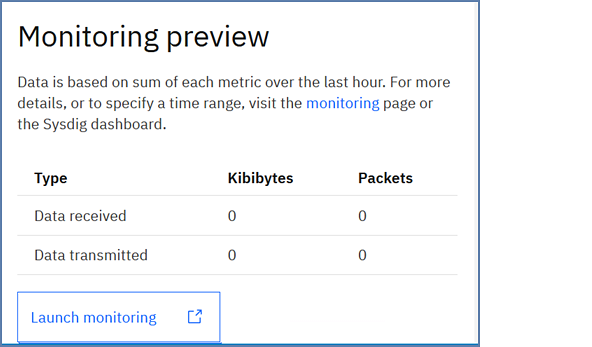 Monitoring preview
Data is based on sum of each metric over the last hour. For more
details, or to specify a time range, visit the monitoring page or
the Sysdig dashboard.
Type Kibibytes Packets
Data received 0 0
Data transmitted 0 0
Launch monitoring